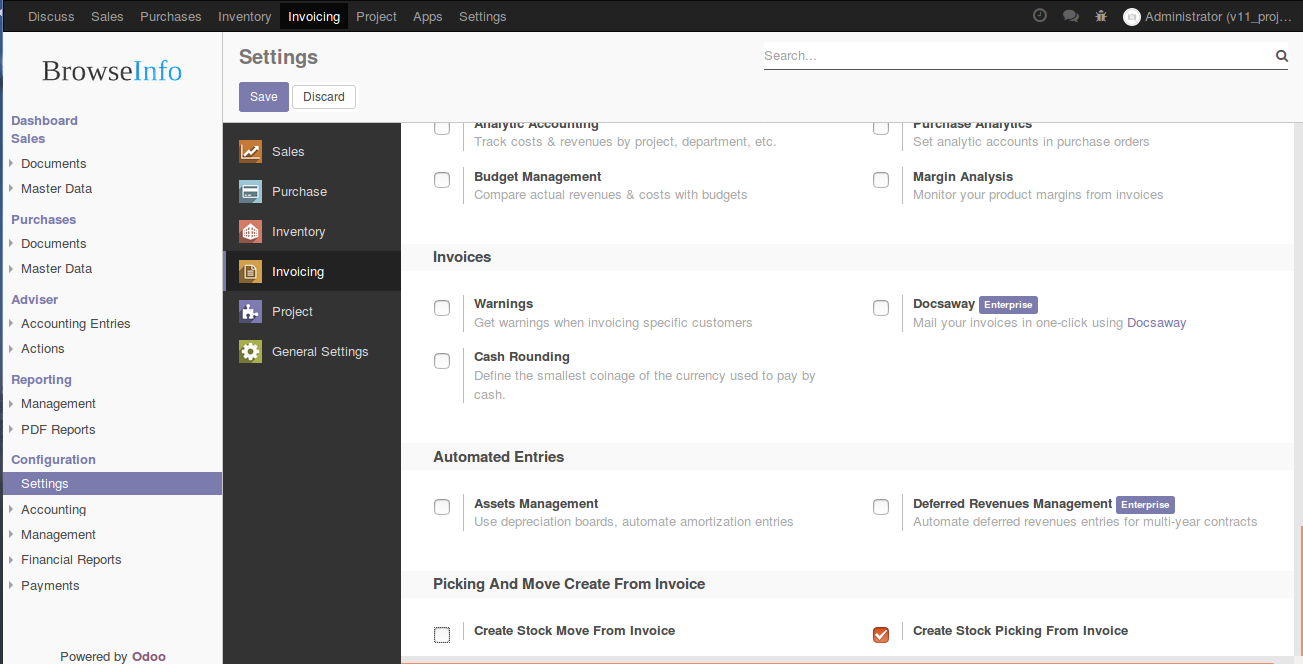 Discuss Sales Purchases Inventory Invoicing Project Apps Settings Administrator (v11_proj...
BrowseInfo
Dashboard
Sales
Documents
Master Data
Purchases
Documents
Master Data
Adviser
Accounting Entries
Actions
Reporting
Management
PDF Reports
Configuration
Settings
Accounting
Management
Financial Reports
Payments
Powered by Odoo
Settings
Search...
Save Discard
Sales
Purchase
Inventory
Invoicing
Project
General Settings
Analytic Accounting
Track costs & revenues by project, department, etc.
Purchase Analytics
Set analytic accounts in purchase orders
Budget Management
Compare actual revenues & costs with budgets
Margin Analysis
Monitor your product margins from invoices
Invoices
Warnings
Get warnings when invoicing specific customers
Docsaway Enterprise
Mail your invoices in one-click using Docsaway
Cash Rounding
Define the smallest coinage of the currency used to pay by
cash.
Automated Entries
Assets Management
Use depreciation boards, automate amortization entries
Deferred Revenues Management Enterprise
Automate deferred revenues entries for multi-year contracts
Picking And Move Create From Invoice
Create Stock Move From Invoice
Create Stock Picking From Invoice